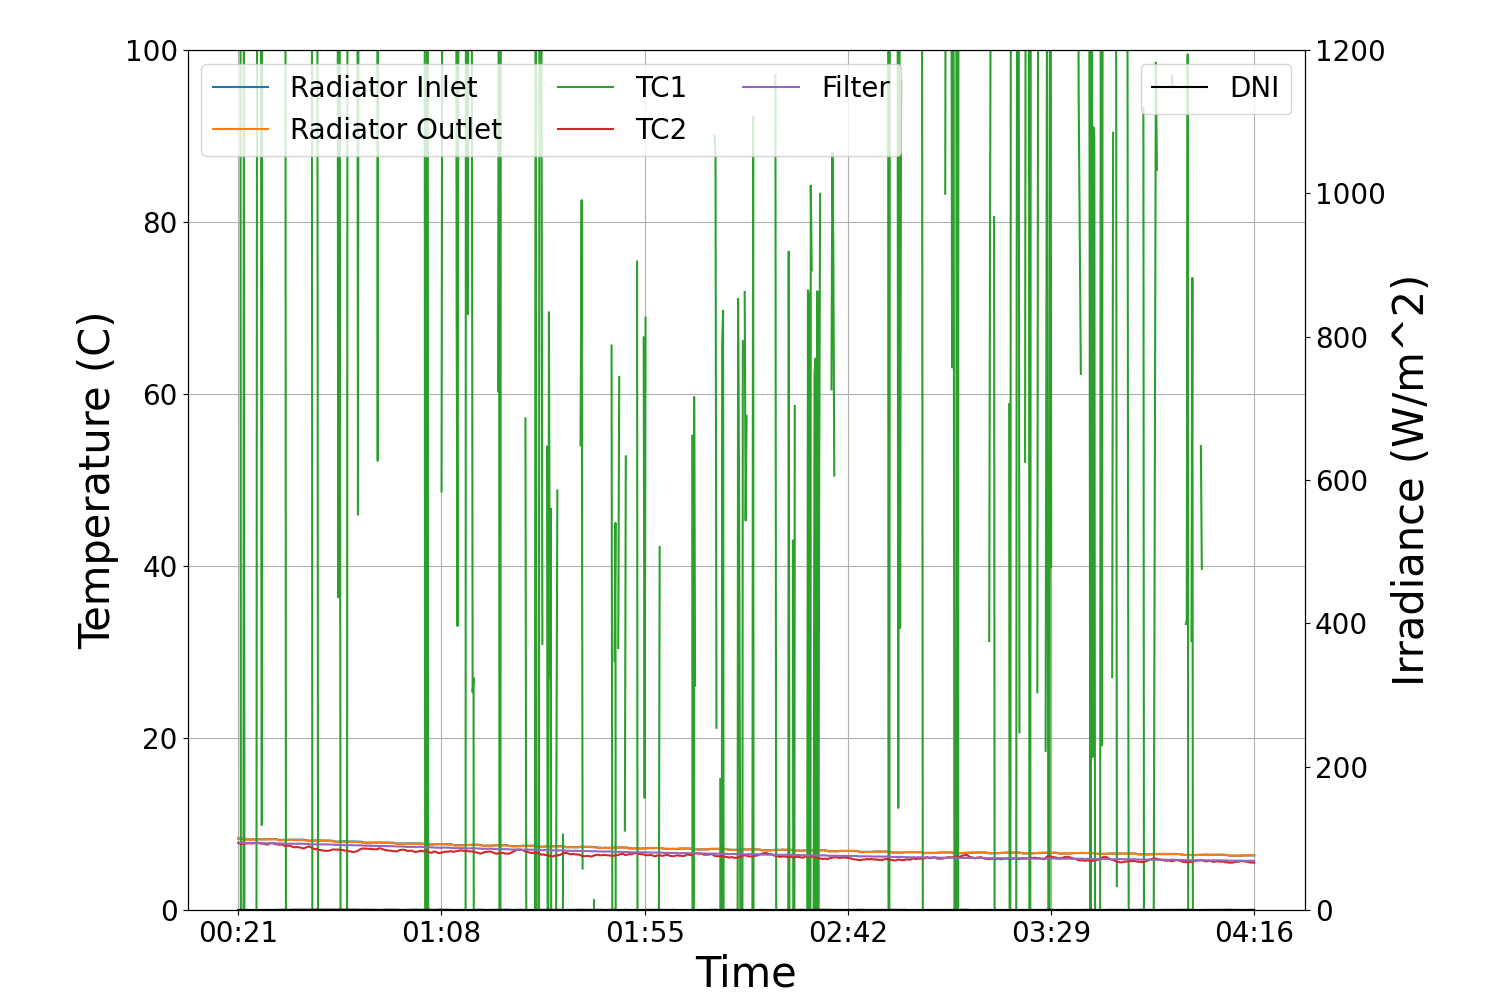 100
80
60
40
20
0
Temperature (C)
Radiator Inlet
Radiator Outlet
TC1
TC2
Filter
DNI
1200
1000
800
600
400
200
0
Irradiance (W/m^2)
00:21
01:08
01:55
02:42
03:29
04:16
Time